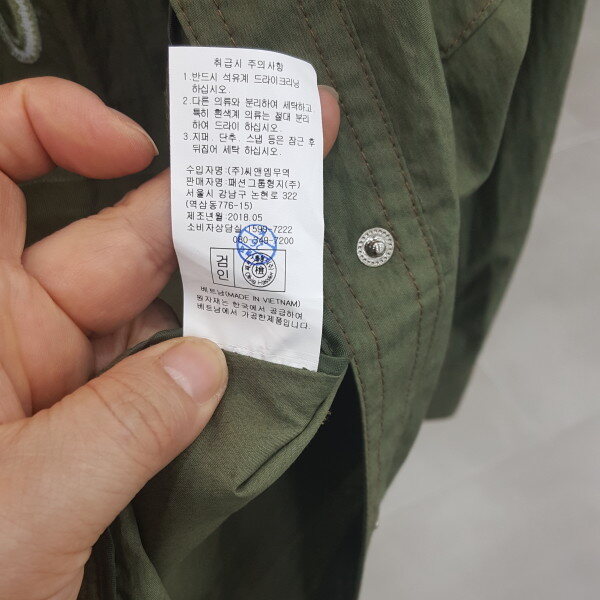 취급시 주의사항
1.반드시 석유계 드라이크리닝
하십시오.
2.다른 의류와 분리하여 세탁하고,
특히 흰색계 의류는 절대 분리
하여 드라이 하십시오.
3.지퍼, 단추, 스냅 등은 잠근 후
뒤집어 세탁 하십시오.
수입자명:(주)씨앤엠무역
판매자명:패션그룹형지(주)
서울시 강남구 논현로 322
(역삼동776-15)
제조년월:2018.05
소비자상담실:1599-7222
080-349-7200
검
인
베트남(MADE IN VIETNAM)
원자재는 한국에서 공급하여
베트남에서 가공한제품입니다.